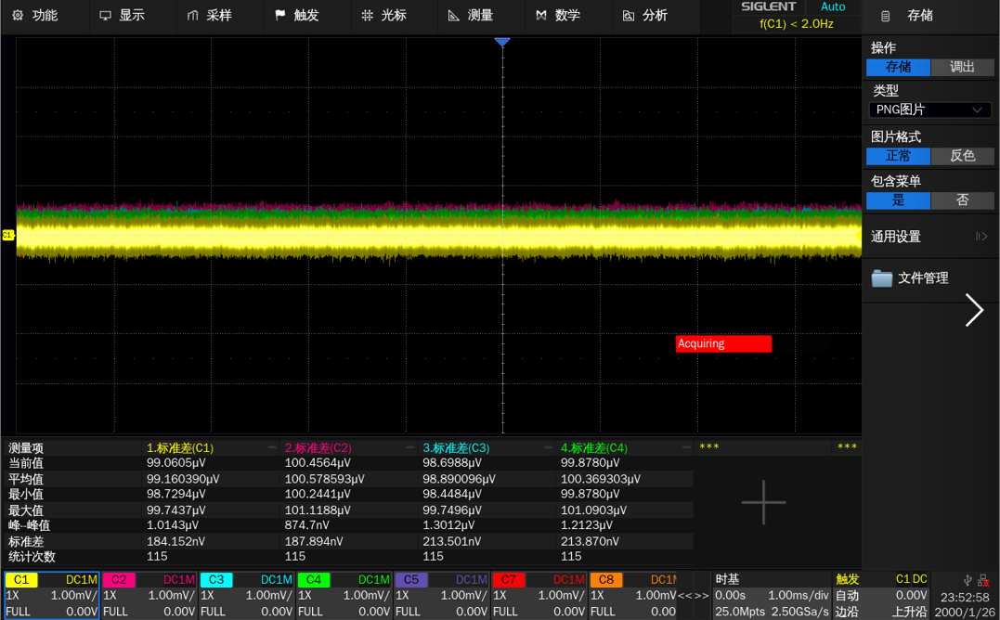 功能 显示 采样 触发 光标 测量 数学 分析 SIGLENT Auto 存储
f(C1) < 2.0Hz
操作
存储 调出
类型
PNG图片
图片格式
正常 反色
包含菜单
是 否
通用设置
文件管理
C1
Acquiring
测量项 1.标准差(C1) 2.标准差(C2) 3.标准差(C3) 4.标准差(C4) *** ***
当前值 99.0605μV 100.4564μV 98.6988μV 99.8780μV
平均值 99.160390μV 100.578593μV 98.890096μV 100.369303μV
最小值 98.7294μV 100.2441μV 98.4484μV 99.8780μV
最大值 99.7437μV 101.1188μV 99.7496μV 101.0903μV
峰-峰值 1.0143μV 874.7nV 1.3012μV 1.2123μV
标准差 184.152nV 187.894nV 213.501nV 213.870nV
统计次数 115 115 115 115
C1 DC1M C2 DC1M C3 DC1M C4 DC1M C5 DC1M C7 DC1M C8 DC1M 时基 触发 C1 DC
1X 1.00mV/ 1X 1.00mV/ 1X 1.00mV/ 1X 1.00mV/ 1X 1.00mV/ 1X 1.00mV/ 1X 1.00mV <<>> 0.00s 1.00ms/div 自动 0.00V 23:52:58
FULL 0.00V FULL 0.00V FULL 0.00V FULL 0.00V FULL 0.00V FULL 0.00V FULL 0.00 25.0Mpts 2.50GSa/s 边沿 上升沿 2000/1/26